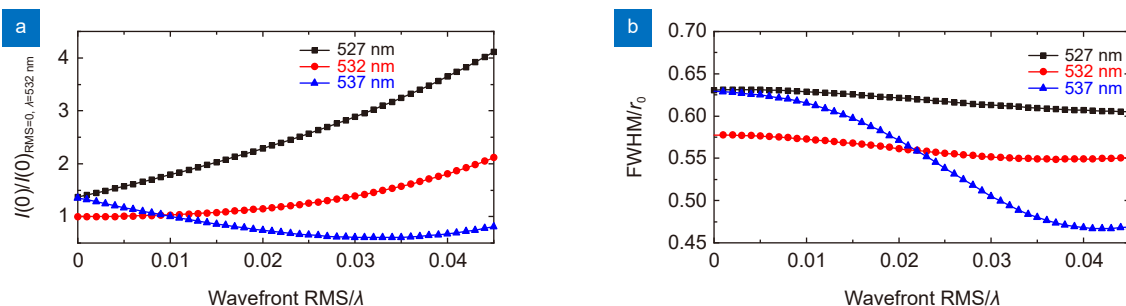 a
I(0)/I(0)RMS=0, λ=532 nm
4
3
2
1
0
0.01
0.02
0.03
0.04
Wavefront RMS/λ
527 nm
532 nm
537 nm
b
FWHM/r0
0.70
0.65
0.60
0.55
0.50
0.45
0
0.01
0.02
0.03
0.04
Wavefront RMS/λ
527 nm
532 nm
537 nm